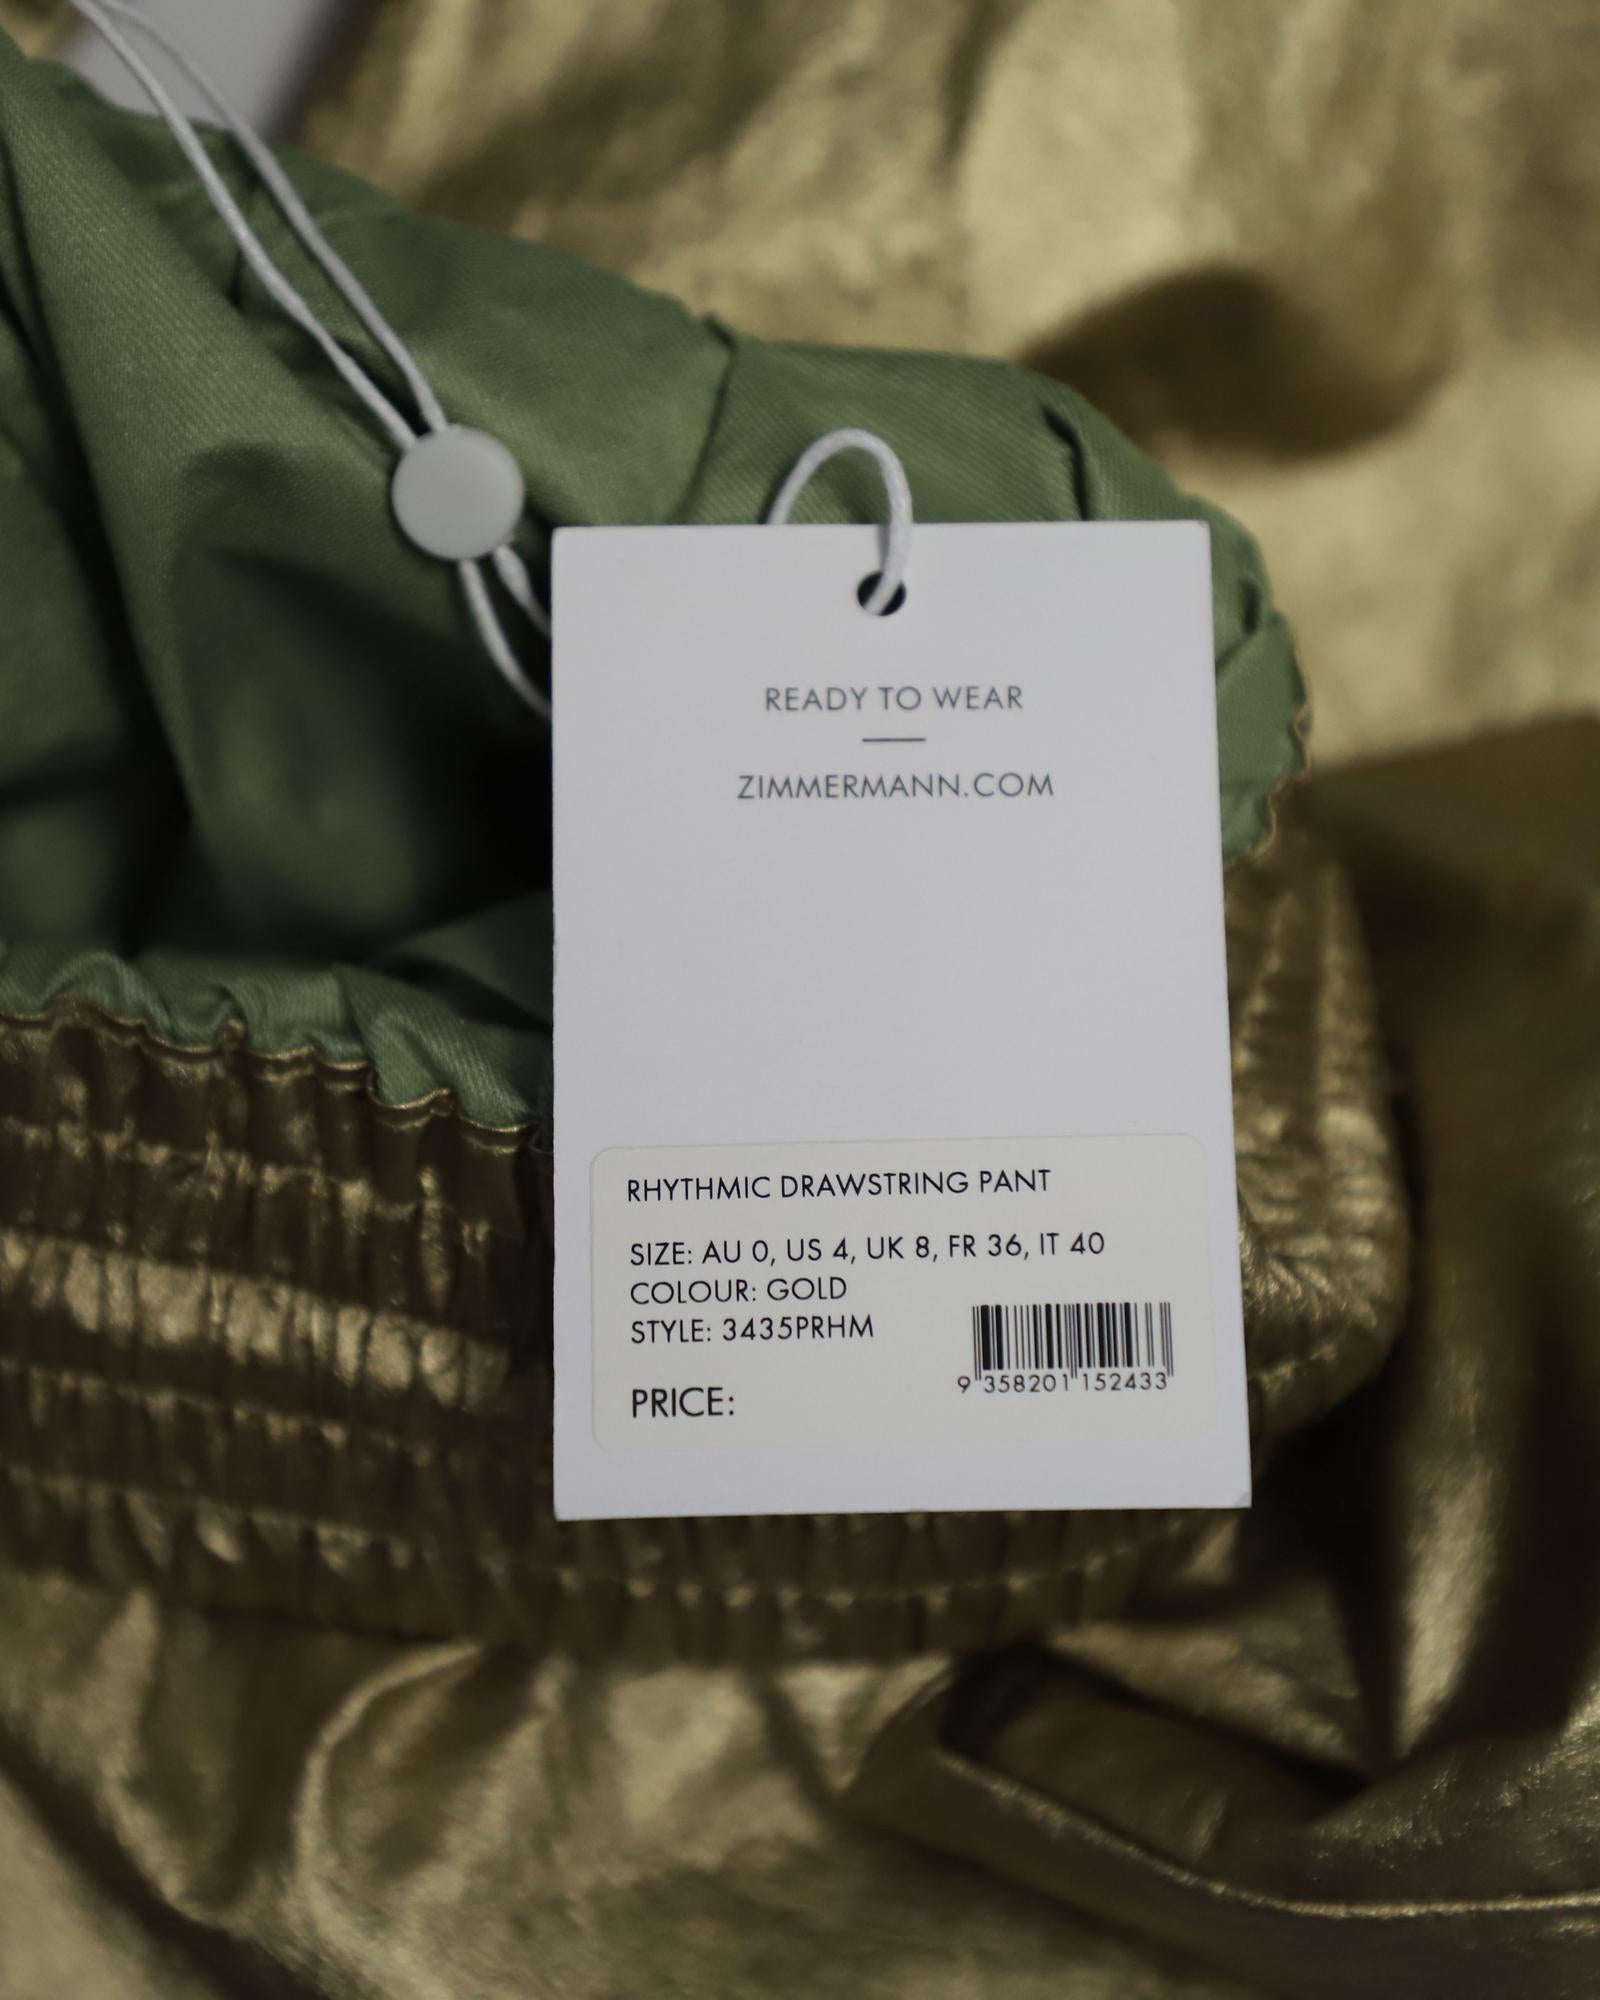 READY TO WEAR
ZIMMERMANN.COM
RHYTHMIC DRAWSTRING PANT
SIZE: AU 0, US 4, UK 8, FR 36, IT 40
COLOUR: GOLD
STYLE: 3435PRHM
PRICE:
9 358201 152433